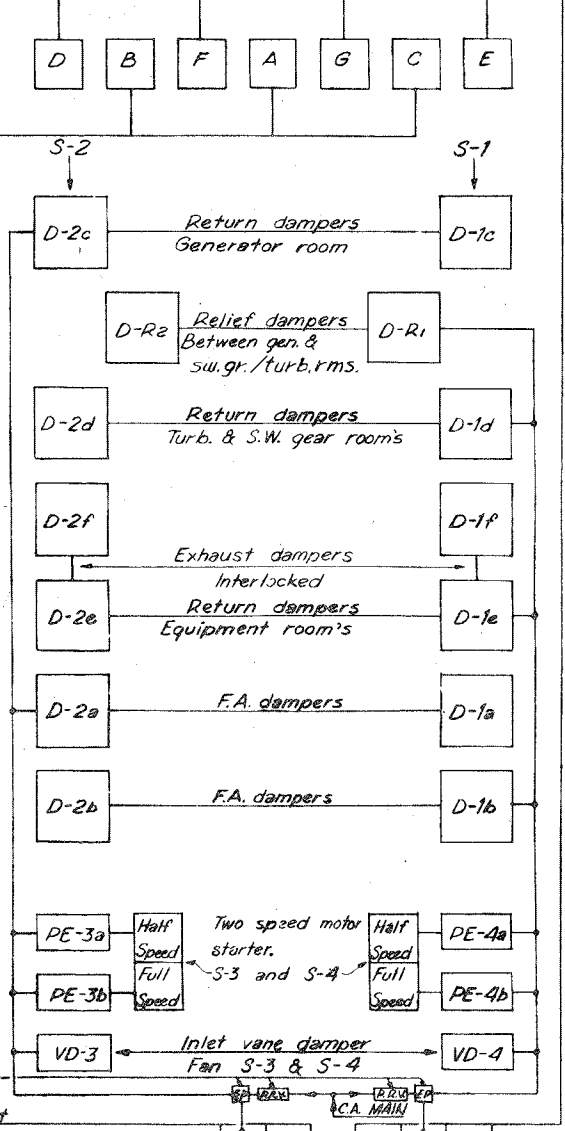 D B F A G C E
S-2 S-1
D-2c Return dampers D-1c
Generator room
D-R2 Relief dampers D-R1
Between gen. &
sw.gr./turb.rms.
D-2d Return dampers D-1d
Turb. & S.W. gear room's
D-2f D-1f
Exhaust dampers
Interlocked
D-2e Return dampers D-1e
Equipment room's
D-2a F.A. dampers D-1a
D-2b F.A. dampers D-1b
PE-3a Half Speed Two speed motor Half Speed PE-4a
starter.
PE-3b Full Speed S-3 and S-4 Full Speed PE-4b
VD-3 Inlet vane damper VD-4
Fan S-3 & S-4
EP P.R.V. P.R.V. EP
C.A. MAIN